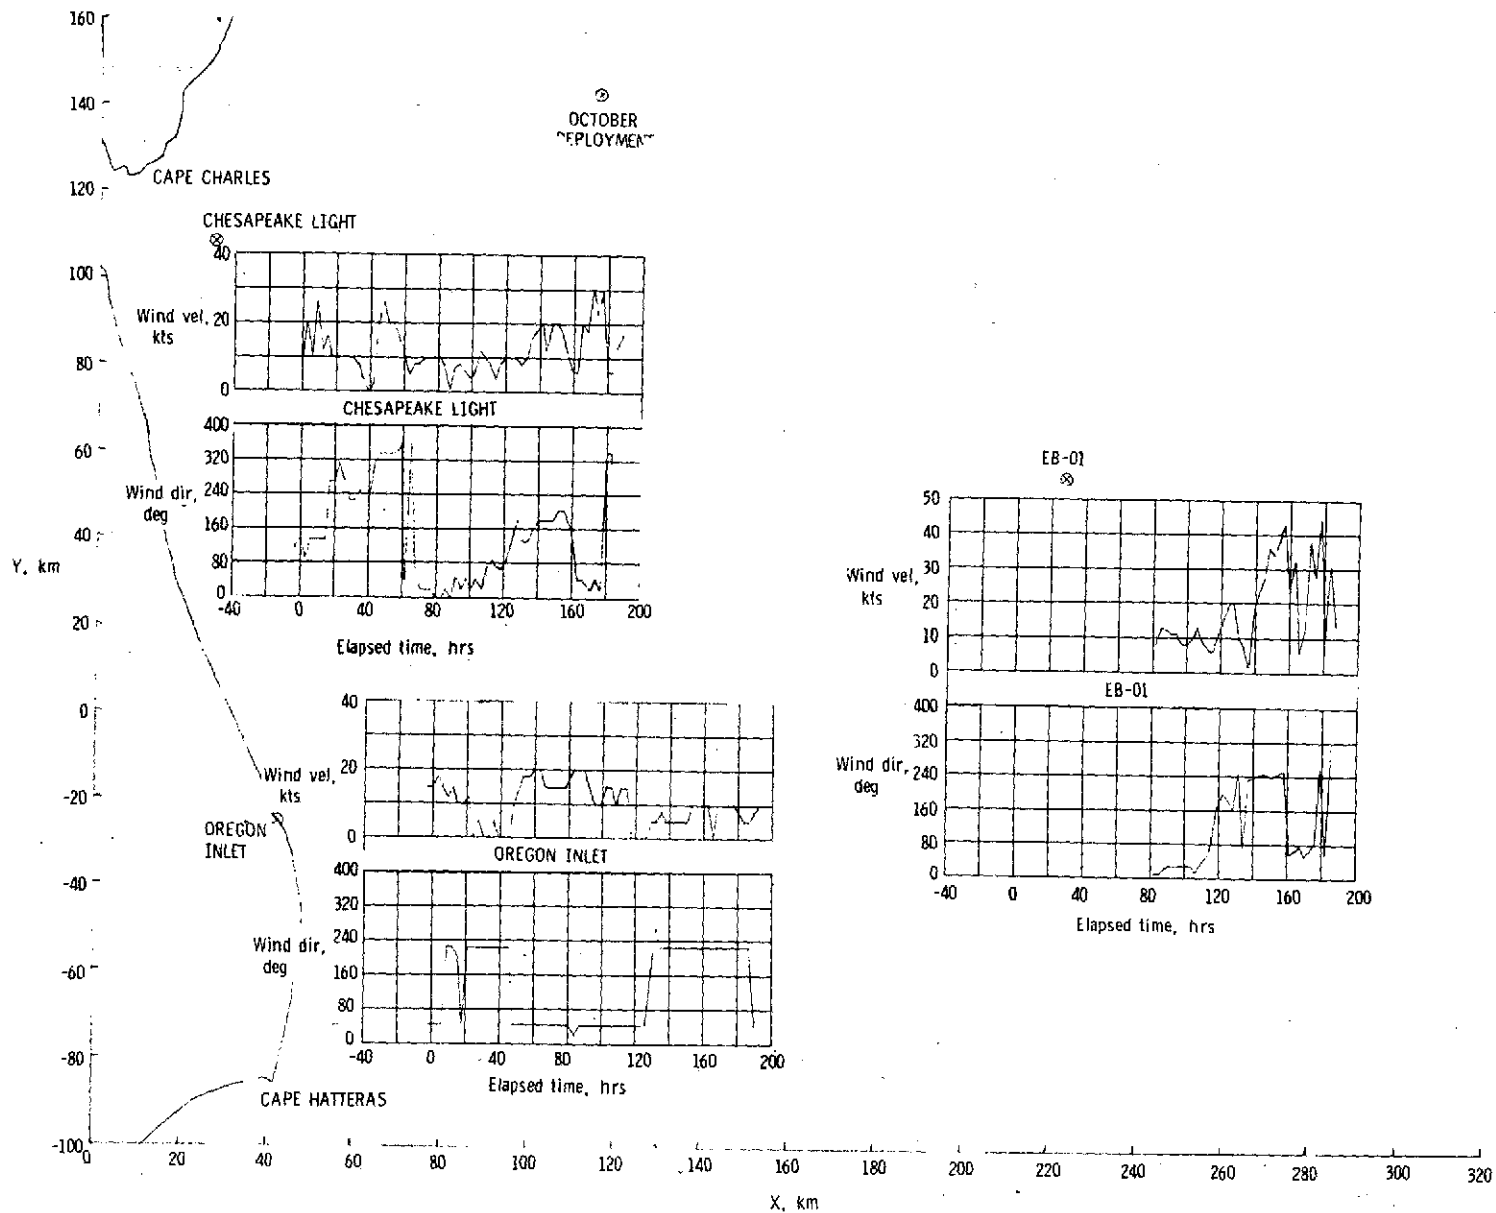 160
140
120
100
80
60
40
20
0
-20
-40
-60
-80
-100
Y, km
OCTOBER
CAPE CHARLES
CHESAPEAKE LIGHT
40
20
0
Wind vel,
kts
CHESAPEAKE LIGHT
400
320
240
160
80
0
Wind dir,
deg
-40 0 40 80 120 160 200
Elapsed time, hrs
EB-01
50
40
30
20
10
0
Wind vel,
kts
EB-01
400
320
240
160
80
0
Wind dir,
deg
-40 0 40 80 120 160 200
Elapsed time, hrs
40
20
0
Wind vel,
kts
OREGON
INLET
OREGON INLET
400
320
240
160
80
0
Wind dir,
deg
-40 0 40 80 120 160 200
Elapsed time, hrs
CAPE HATTERAS
0 20 40 60 80 100 120 140 160 180 200 220 240 260 280 300 320
X, km